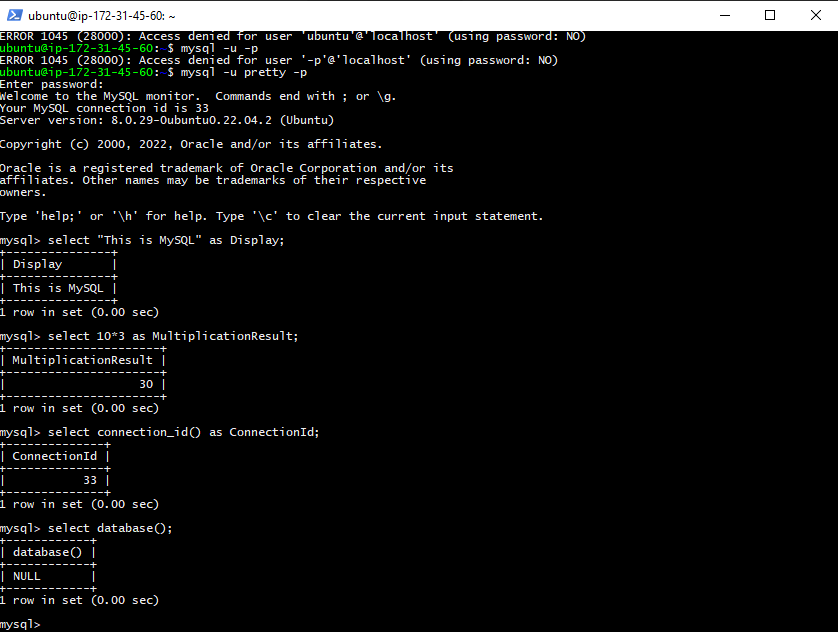 ubuntu@ip-172-31-45-60: ~
ERROR 1045 (28000): Access denied for user 'ubuntu'@'localhost' (using password: NO)
ubuntu@ip-172-31-45-60:~$ mysql -u -p
ERROR 1045 (28000): Access denied for user '-p'@'localhost' (using password: NO)
ubuntu@ip-172-31-45-60:~$ mysql -u pretty -p
Enter password:
Welcome to the MySQL monitor.  Commands end with ; or \g.
Your MySQL connection id is 33
Server version: 8.0.29-0ubuntu0.22.04.2 (Ubuntu)
Copyright (c) 2000, 2022, Oracle and/or its affiliates.
Oracle is a registered trademark of Oracle Corporation and/or its
affiliates. Other names may be trademarks of their respective
owners.
Type 'help;' or '\h' for help. Type '\c' to clear the current input statement.
mysql> select "This is MySQL" as Display;
+---------------+
| Display       |
+---------------+
| This is MySQL |
+---------------+
1 row in set (0.00 sec)
mysql> select 10*3 as MultiplicationResult;
+----------------------+
| MultiplicationResult |
+----------------------+
|                   30 |
+----------------------+
1 row in set (0.00 sec)
mysql> select connection_id() as ConnectionId;
+--------------+
| ConnectionId |
+--------------+
|           33 |
+--------------+
1 row in set (0.00 sec)
mysql> select database();
+------------+
| database() |
+------------+
| NULL       |
+------------+
1 row in set (0.00 sec)
mysql>